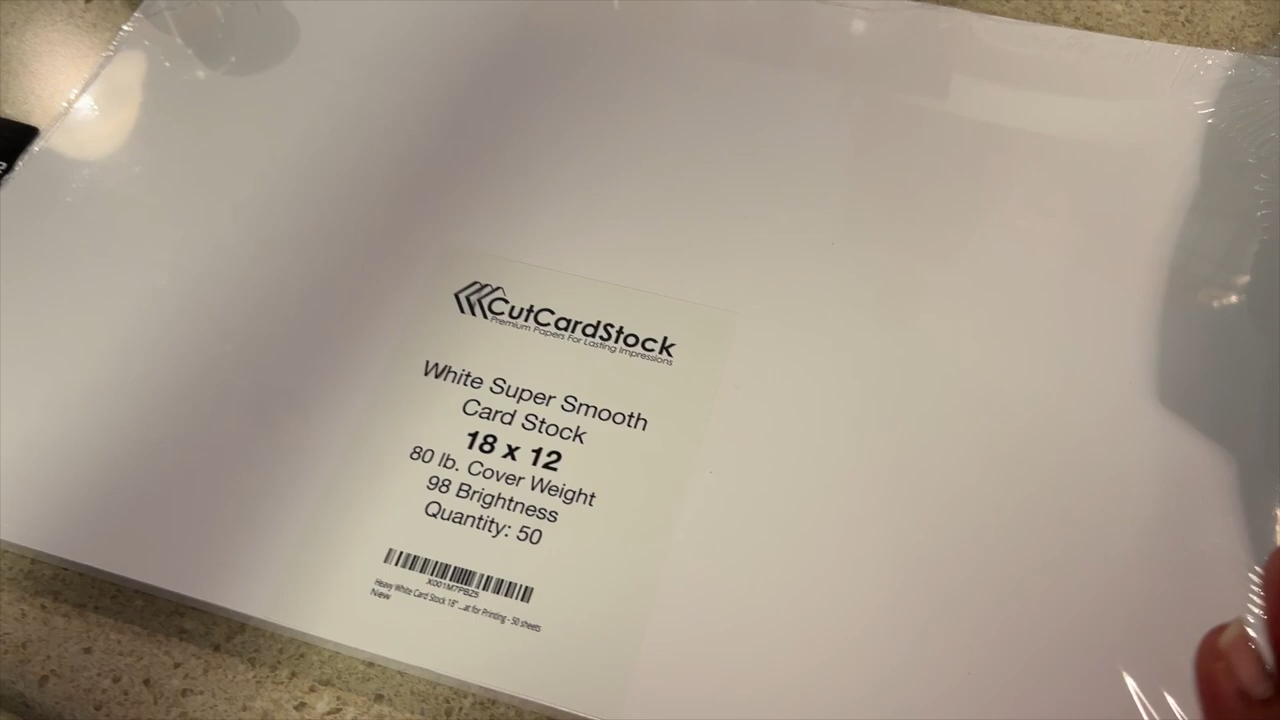 CutCardStock
Premium Papers For Lasting Impressions
White Super Smooth
Card Stock
18 x 12
80 lb. Cover Weight
98 Brightness
Quantity: 50
X001M7PBZ5
Heavy White Card Stock 18" ...at for Printing - 50 sheets
New